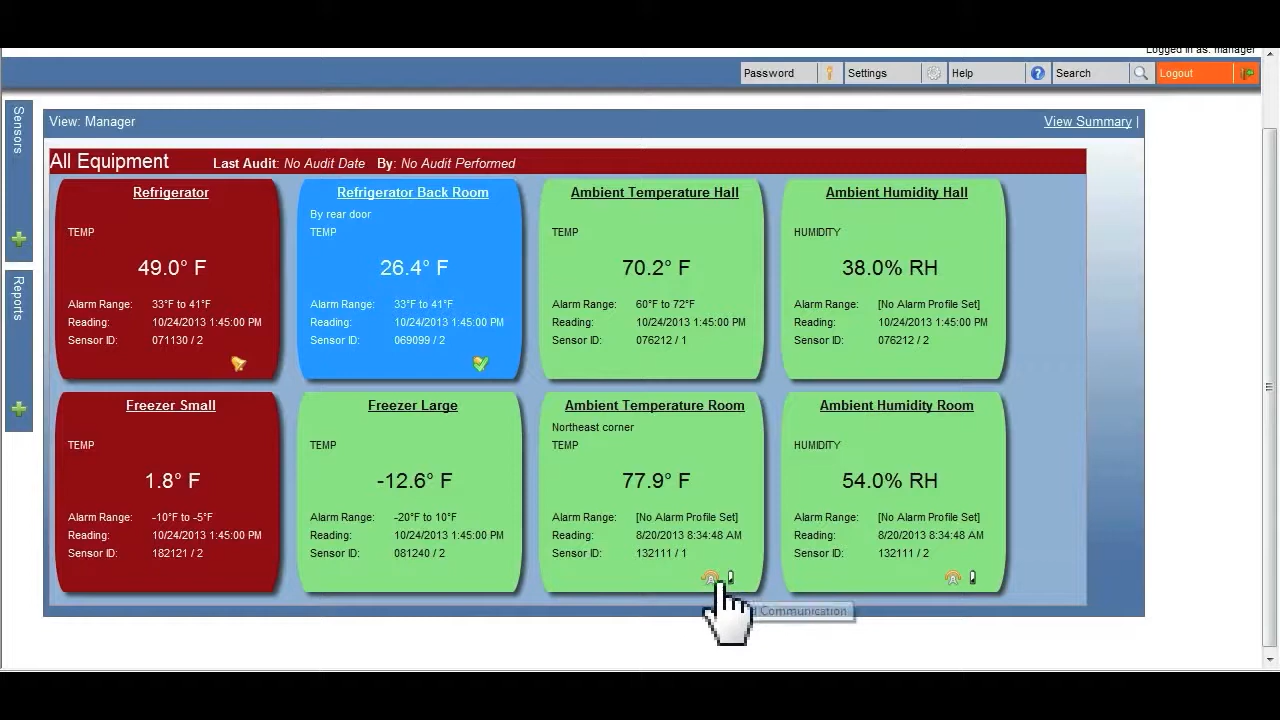 Logged in as: manager
Password Settings Help Search Logout
Sensors
Reports
View: Manager View Summary |
All Equipment Last Audit: No Audit Date By: No Audit Performed
Refrigerator
TEMP
49.0° F
Alarm Range: 33°F to 41°F
Reading: 10/24/2013 1:45:00 PM
Sensor ID: 071130 / 2
Refrigerator Back Room
By rear door
TEMP
26.4° F
Alarm Range: 33°F to 41°F
Reading: 10/24/2013 1:45:00 PM
Sensor ID: 069099 / 2
Ambient Temperature Hall
TEMP
70.2° F
Alarm Range: 60°F to 72°F
Reading: 10/24/2013 1:45:00 PM
Sensor ID: 076212 / 1
Ambient Humidity Hall
HUMIDITY
38.0% RH
Alarm Range: [No Alarm Profile Set]
Reading: 10/24/2013 1:45:00 PM
Sensor ID: 076212 / 2
Freezer Small
TEMP
1.8° F
Alarm Range: -10°F to -5°F
Reading: 10/24/2013 1:45:00 PM
Sensor ID: 182121 / 2
Freezer Large
TEMP
-12.6° F
Alarm Range: -20°F to 10°F
Reading: 10/24/2013 1:45:00 PM
Sensor ID: 081240 / 2
Ambient Temperature Room
Northeast corner
TEMP
77.9° F
Alarm Range: [No Alarm Profile Set]
Reading: 8/20/2013 8:34:48 AM
Sensor ID: 132111 / 1
Ambient Humidity Room
HUMIDITY
54.0% RH
Alarm Range: [No Alarm Profile Set]
Reading: 8/20/2013 8:34:48 AM
Sensor ID: 132111 / 2
Communication